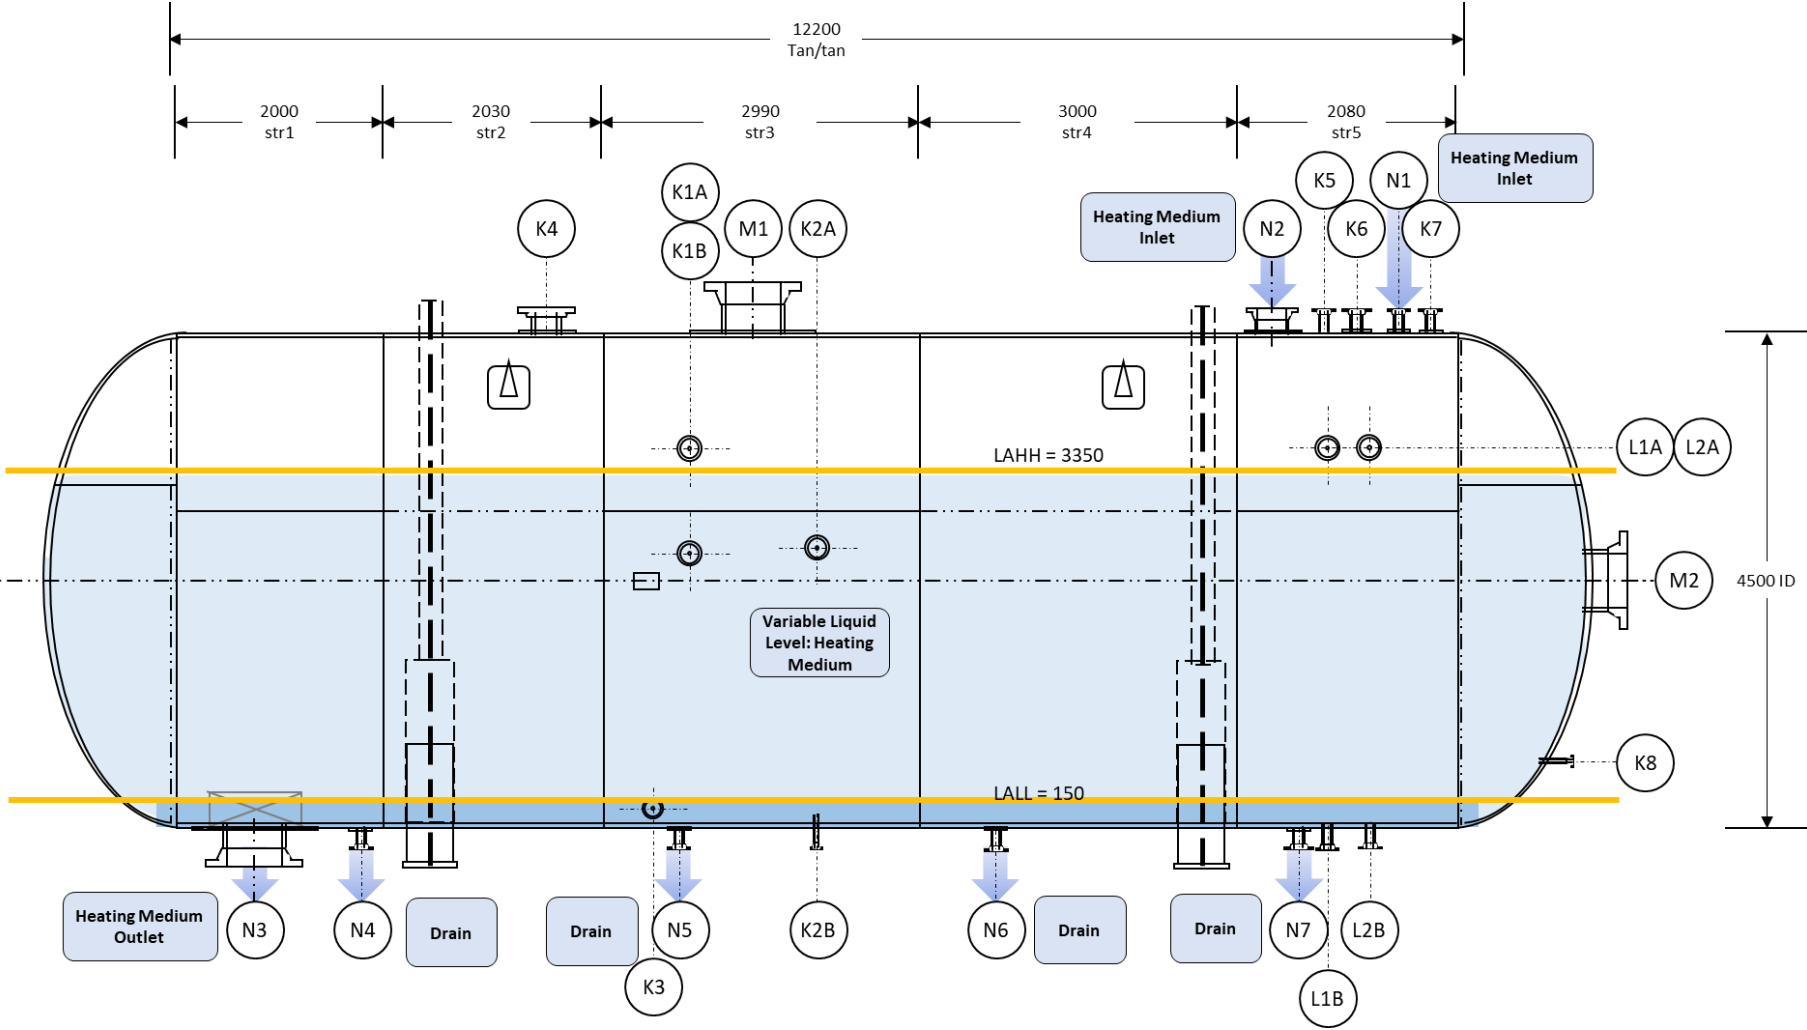 12200
Tan/tan
2000
str1
2030
str2
2990
str3
3000
str4
2080
str5
Heating Medium
Inlet
K5
N1
K1A
Heating Medium
Inlet
K4
M1
K2A
N2
K6
K7
K1B
L1A
L2A
LAHH = 3350
M2
4500 ID
Variable Liquid
Level: Heating
Medium
K8
LALL = 150
Heating Medium
Outlet
N3
N4
Drain
Drain
N5
K2B
N6
Drain
Drain
N7
L2B
K3
L1B